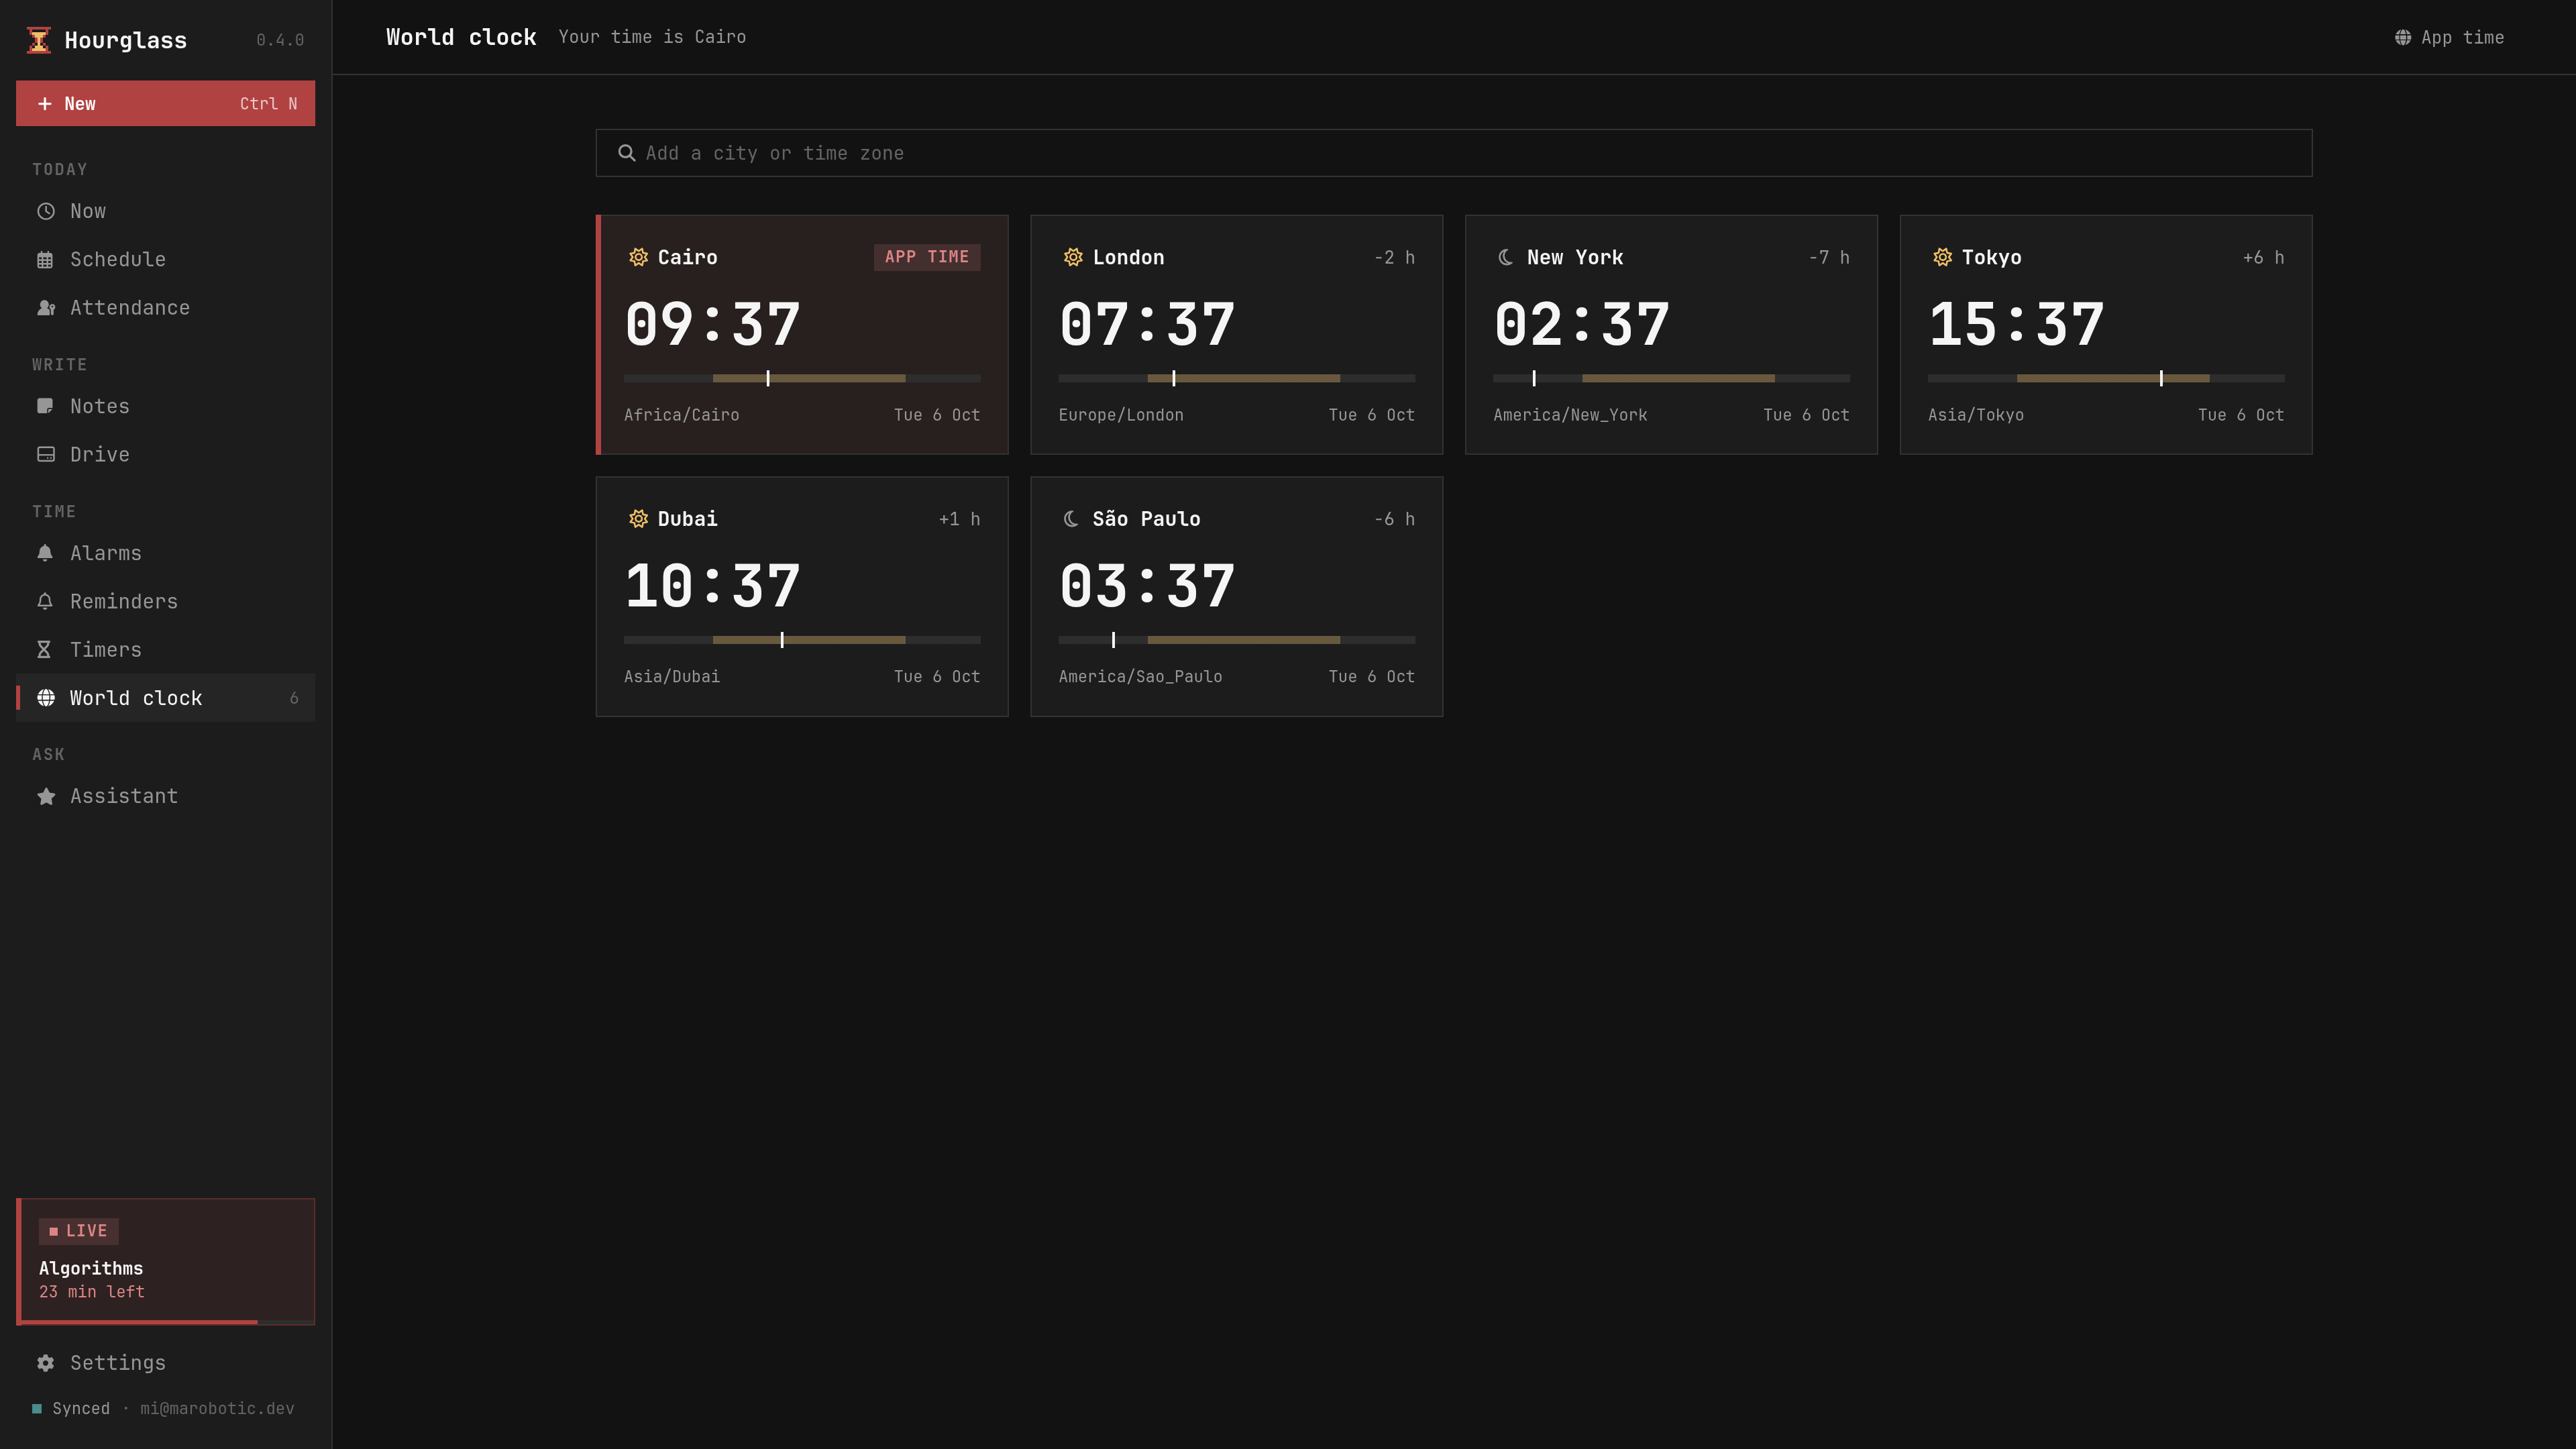 Hourglass 0.4.0
New Ctrl N
TODAY
Now
Schedule
Attendance
WRITE
Notes
Drive
TIME
Alarms
Reminders
Timers
World clock 6
ASK
Assistant
LIVE
Algorithms
23 min left
Settings
Synced · mi@marobotic.dev
World clock Your time is Cairo App time
Add a city or time zone
Cairo APP TIME
09:37
Africa/Cairo Tue 6 Oct
London -2 h
07:37
Europe/London Tue 6 Oct
New York -7 h
02:37
America/New_York Tue 6 Oct
Tokyo +6 h
15:37
Asia/Tokyo Tue 6 Oct
Dubai +1 h
10:37
Asia/Dubai Tue 6 Oct
São Paulo -6 h
03:37
America/Sao_Paulo Tue 6 Oct